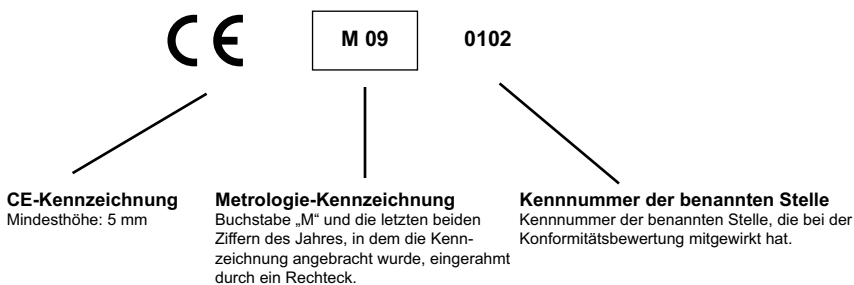 CE M 09 0102
CE-Kennzeichnung
Mindesthöhe: 5 mm
Metrologie-Kennzeichnung
Buchstabe „M“ und die letzten beiden
Ziffern des Jahres, in dem die Kenn-
zeichnung angebracht wurde, eingerahmt
durch ein Rechteck.
Kennnummer der benannten Stelle
Kennnummer der benannten Stelle, die bei der
Konformitätsbewertung mitgewirkt hat.